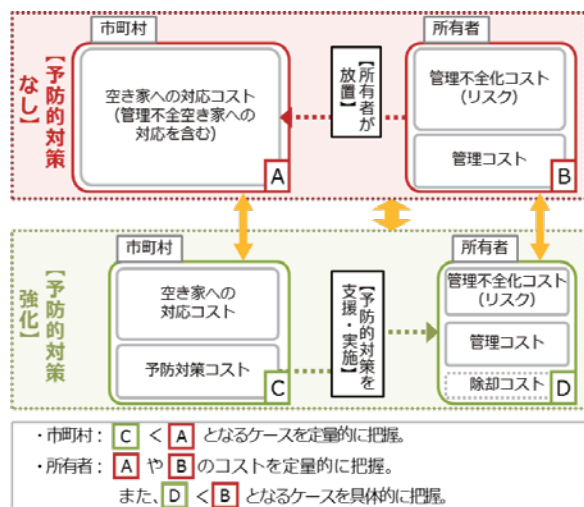 市町村
所有者
【予防的対策
なし】
空き家への対応コスト
(管理不全空き家への
対応を含む)
A
【所有者が
放置】
管理不全化コスト
(リスク)
管理コスト
B
市町村
所有者
【予防的対策
強化】
空き家への
対応コスト
予防対策コスト
C
【予防的対策を
支援・実施】
管理不全化コスト
(リスク)
管理コスト
除却コスト
D
・市町村： C ＜ A となるケースを定量的に把握。
・所有者： A や B のコストを定量的に把握。
また、D ＜ B となるケースを具体的に把握。